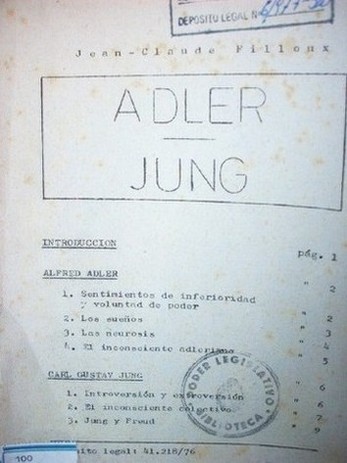 DEPOSITO LEGAL Nº
Jean-Claude Filloux
ADLER
JUNG
INTRODUCCION pág. 1
ALFRED ADLER " 2
1. Sentimientos de inferioridad
y voluntad de poder " 2
2. Los sueños " 3
3. Las neurosis " 4
4. El inconsciente adleriano " 5
CARL GUSTAV JUNG " 6
1. Introversión y extroversión " 6
2. El inconsciente colectivo " 7
3. Jung y Freud " 9
PODER LEGISLATIVO
BIBLIOTECA
legal: 41.218/76
100